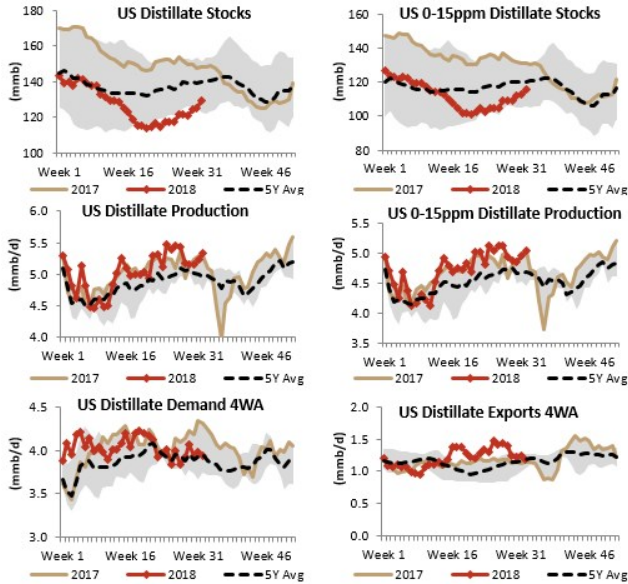 US Distillate Stocks
(mmb)
180
160
140
120
100
Week 1 Week 16 Week 31 Week 46
2017 2018 5Y Avg
US 0-15ppm Distillate Stocks
(mmb)
160
140
120
100
80
Week 1 Week 16 Week 31 Week 46
2017 2018 5Y Avg
US Distillate Production
(mmb/d)
6.0
5.5
5.0
4.5
4.0
Week 1 Week 16 Week 31 Week 46
2017 2018 5Y Avg
US 0-15ppm Distillate Production
(mmb/d)
5.5
5.0
4.5
4.0
3.5
Week 1 Week 16 Week 31 Week 46
2017 2018 5Y Avg
US Distillate Demand 4WA
(mmb/d)
4.5
4.0
3.5
3.0
Week 1 Week 16 Week 31 Week 46
2017 2018 5Y Avg
US Distillate Exports 4WA
(mmb/d)
2.0
1.5
1.0
0.5
0.0
Week 1 Week 16 Week 31 Week 46
2017 2018 5Y Avg